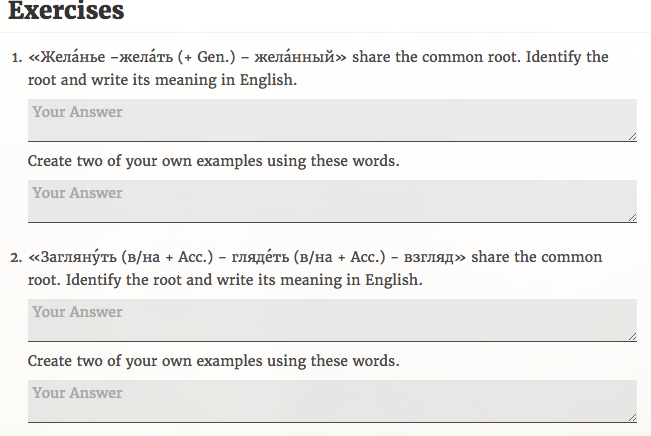 Exercises
1. «Жела́нье –жела́ть (+ Gen.) – жела́нный» share the common root. Identify the
root and write its meaning in English.
Your Answer
Create two of your own examples using these words.
Your Answer
2. «Загляну́ть (в/на + Acc.) – гляде́ть (в/на + Acc.) – взгляд» share the common
root. Identify the root and write its meaning in English.
Your Answer
Create two of your own examples using these words.
Your Answer